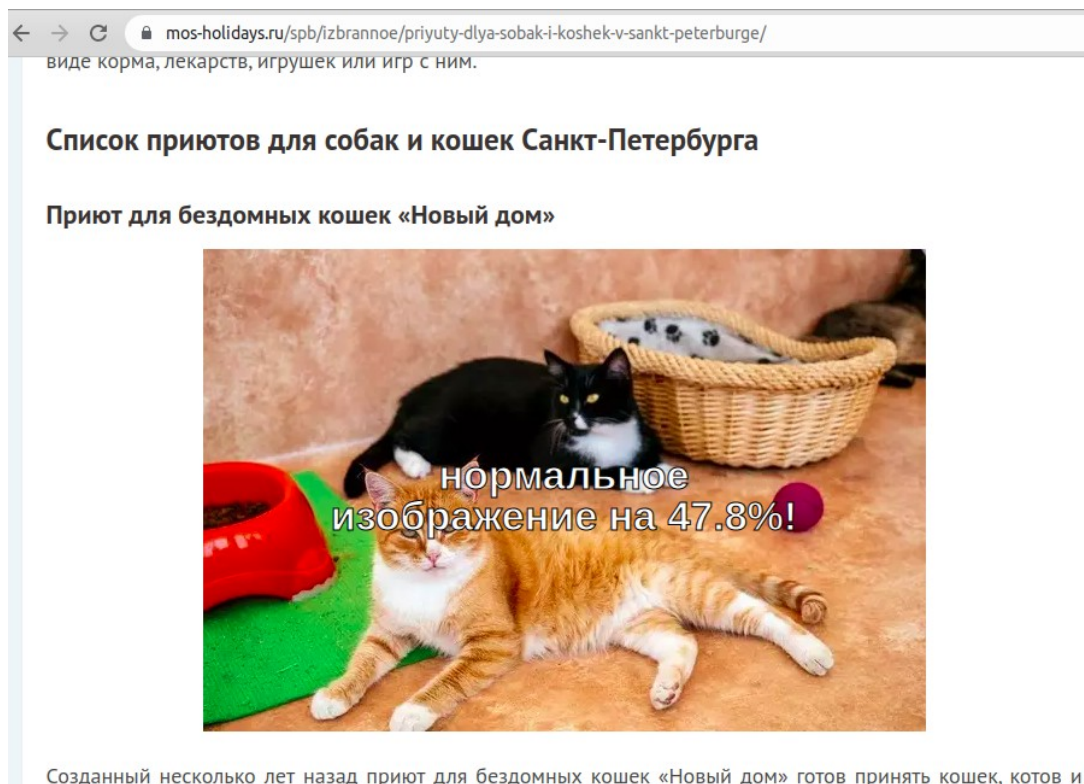 mos-holidays.ru/spb/izbrannoe/priyuty-dlya-sobak-i-koshek-v-sankt-peterburge/
виде корма, лекарств, игрушек или игр с ним.
Список приютов для собак и кошек Санкт-Петербурга
Приют для бездомных кошек «Новый дом»
нормальное
изображение на 47.8%!
Созданный несколько лет назад приют для бездомных кошек «Новый дом» готов принять кошек, котов и